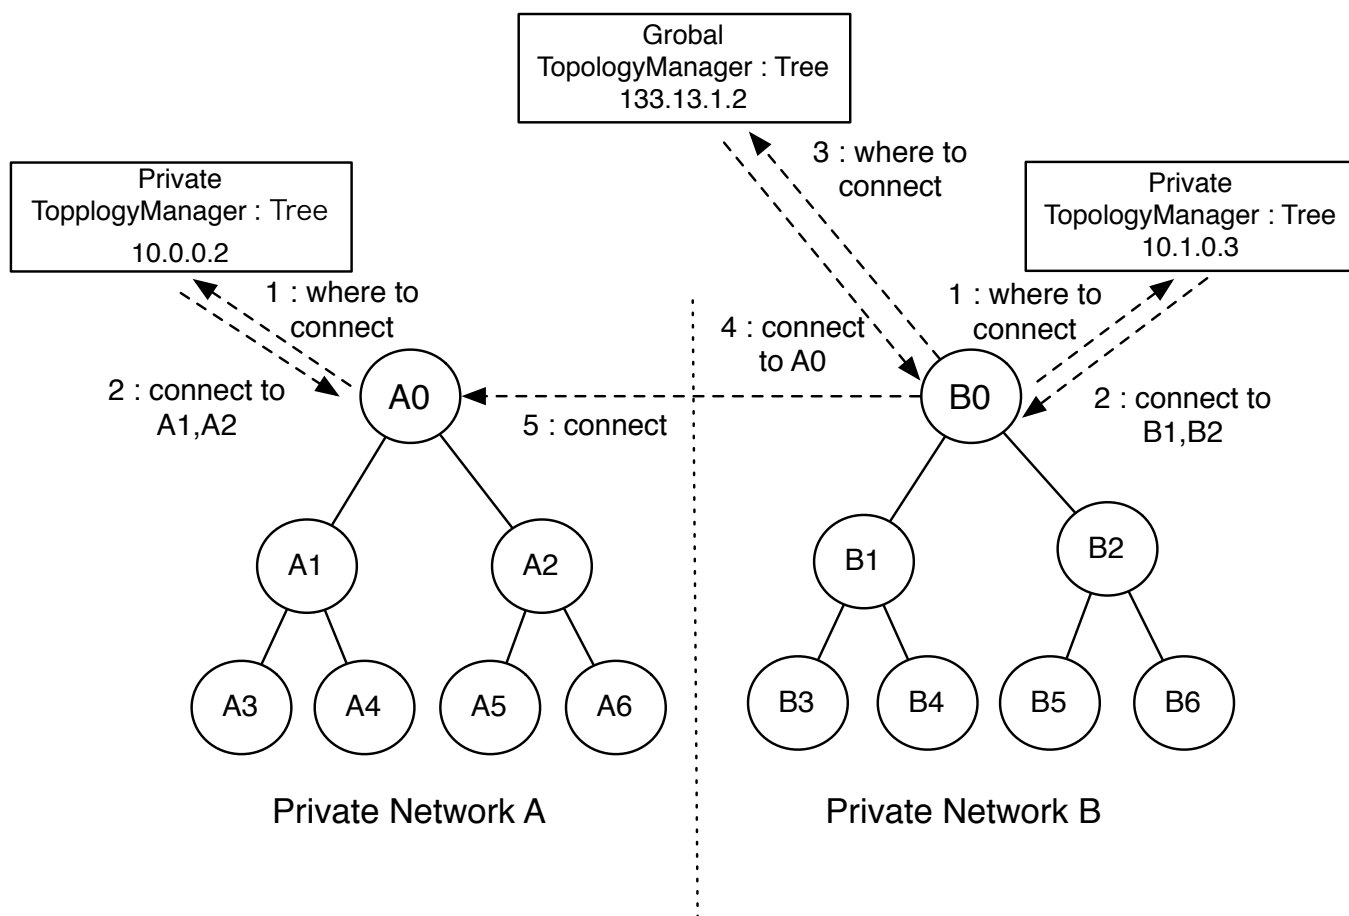 Grobal
TopologyManager : Tree
133.13.1.2
Private
TopplogyManager : Tree
10.0.0.2
Private
TopologyManager : Tree
10.1.0.3
3 : where to
connect
1 : where to
connect
1 : where to
connect
4 : connect
to A0
2 : connect to
A1,A2
2 : connect to
B1,B2
5 : connect
A0
B0
A1
A2
B1
B2
A3
A4
A5
A6
B3
B4
B5
B6
Private Network A
Private Network B